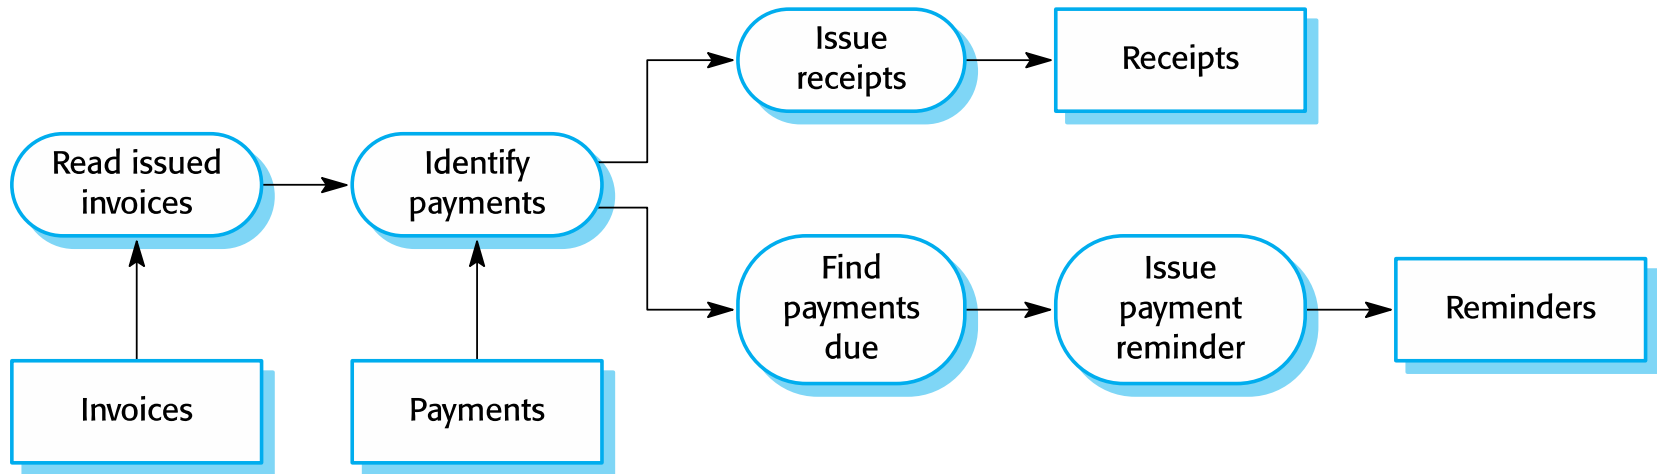 Issue
receipts
Receipts
Read issued
invoices
Identify
payments
Find
payments
due
Issue
payment
reminder
Reminders
Invoices
Payments